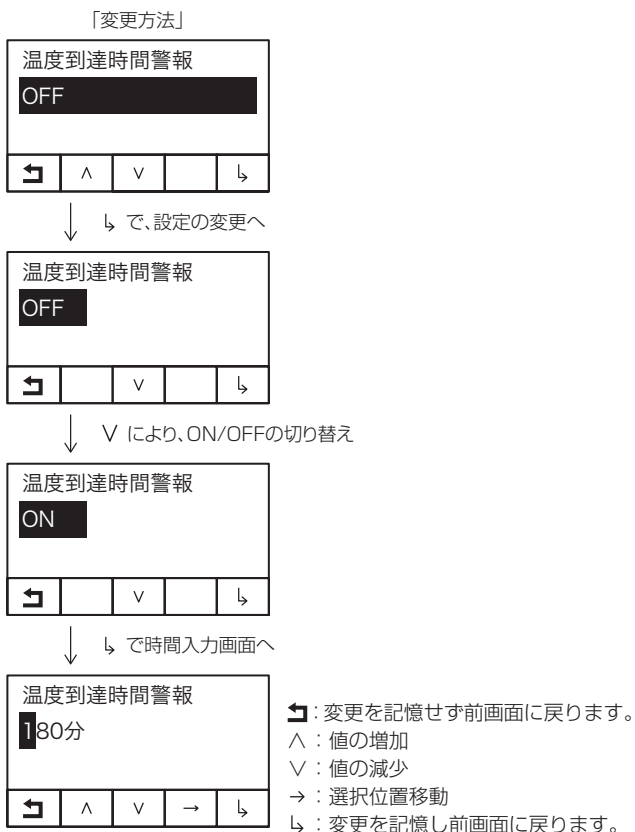 「変更方法」
温度到達時間警報
OFF
⮌ ∧ ∨ ↳
↓ ↳ で、設定の変更へ
温度到達時間警報
OFF
⮌ ∨ ↳
↓ ∨ により、ON/OFFの切り替え
温度到達時間警報
ON
⮌ ∨ ↳
↓ ↳ で時間入力画面へ
温度到達時間警報
180分
⮌ ∧ ∨ → ↳
⮌：変更を記憶せず前画面に戻ります。
∧：値の増加
∨：値の減少
→：選択位置移動
↳：変更を記憶し前画面に戻ります。